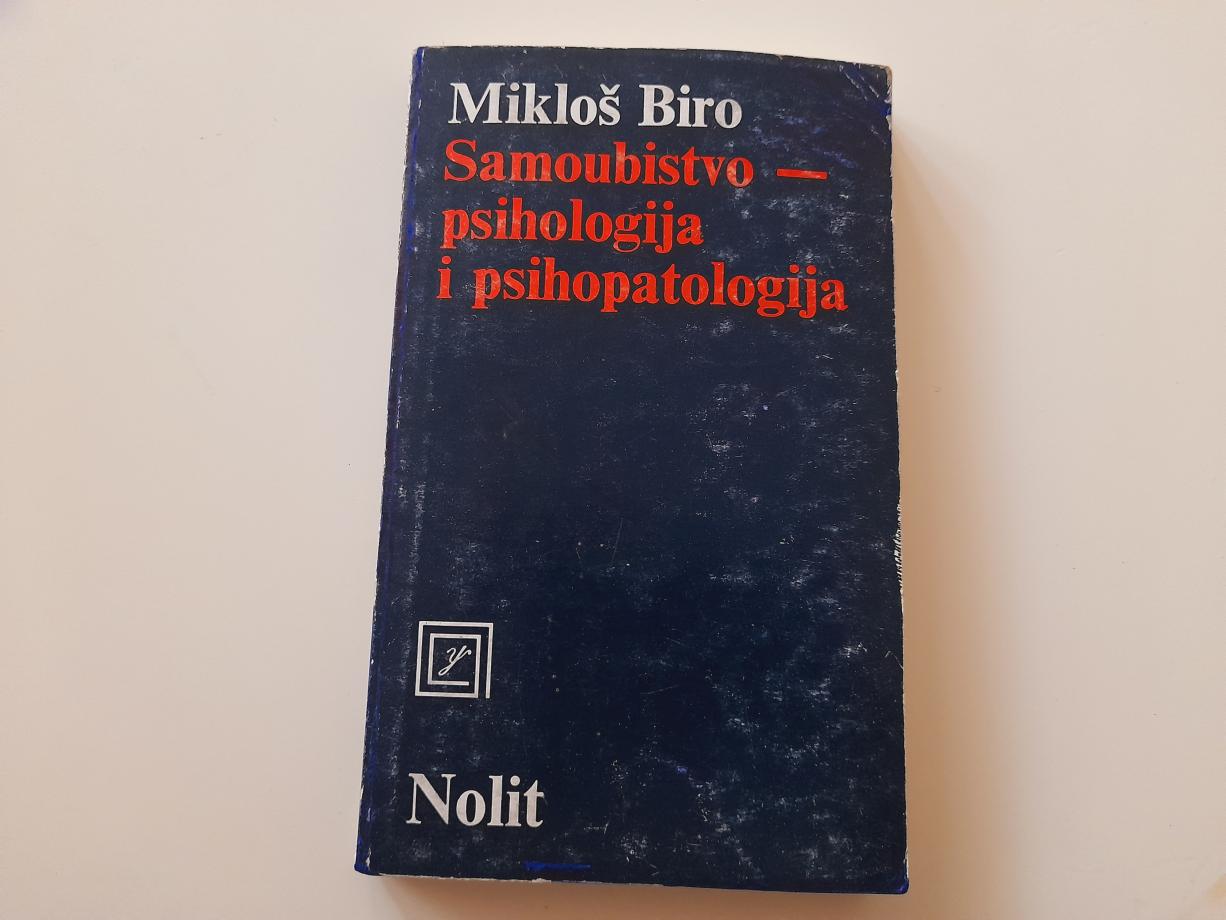 Mikloš Biro
Samoubistvo —
psihologija
i psihopatologija
y
Nolit